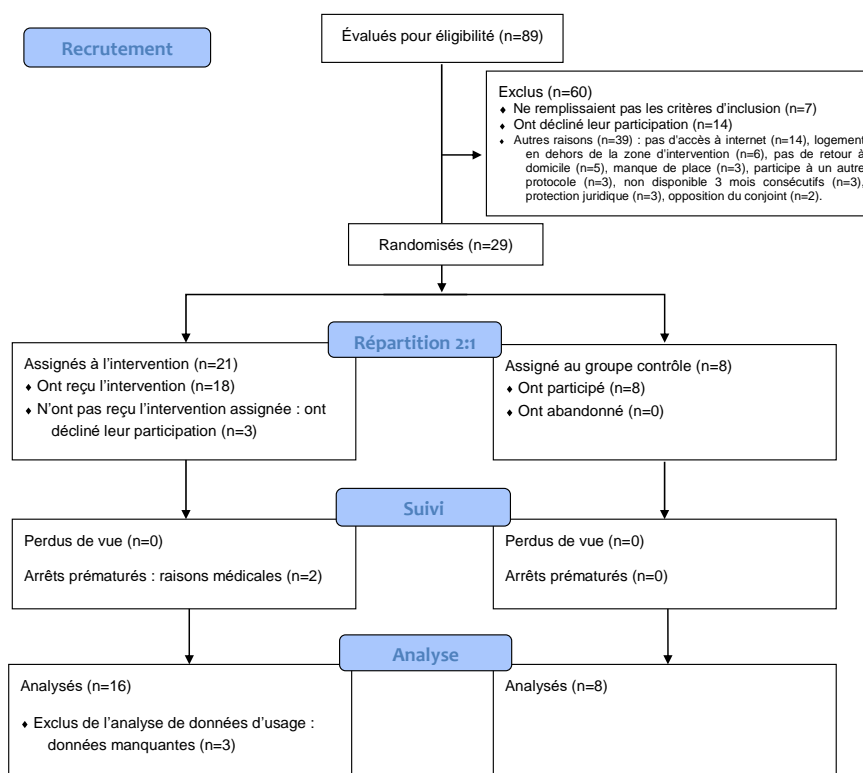 Évalués pour éligibilité (n=89)
Recrutement
Exclus (n=60)
♦ Ne remplissaient pas les critères d'inclusion (n=7)
♦ Ont décliné leur participation (n=14)
♦ Autres raisons (n=39) : pas d'accès à internet (n=14), logement
en dehors de la zone d'intervention (n=6), pas de retour à
domicile (n=5), manque de place (n=3), participe à un autre
protocole (n=3), non disponible 3 mois consécutifs (n=3),
protection juridique (n=3), opposition du conjoint (n=2).
Randomisés (n=29)
Répartition 2:1
Assignés à l'intervention (n=21)
♦ Ont reçu l'intervention (n=18)
♦ N'ont pas reçu l'intervention assignée : ont
décliné leur participation (n=3)
Assigné au groupe contrôle (n=8)
♦ Ont participé (n=8)
♦ Ont abandonné (n=0)
Suivi
Perdus de vue (n=0)
Arrêts prématurés : raisons médicales (n=2)
Perdus de vue (n=0)
Arrêts prématurés (n=0)
Analyse
Analysés (n=16)
♦ Exclus de l'analyse de données d'usage :
données manquantes (n=3)
Analysés (n=8)